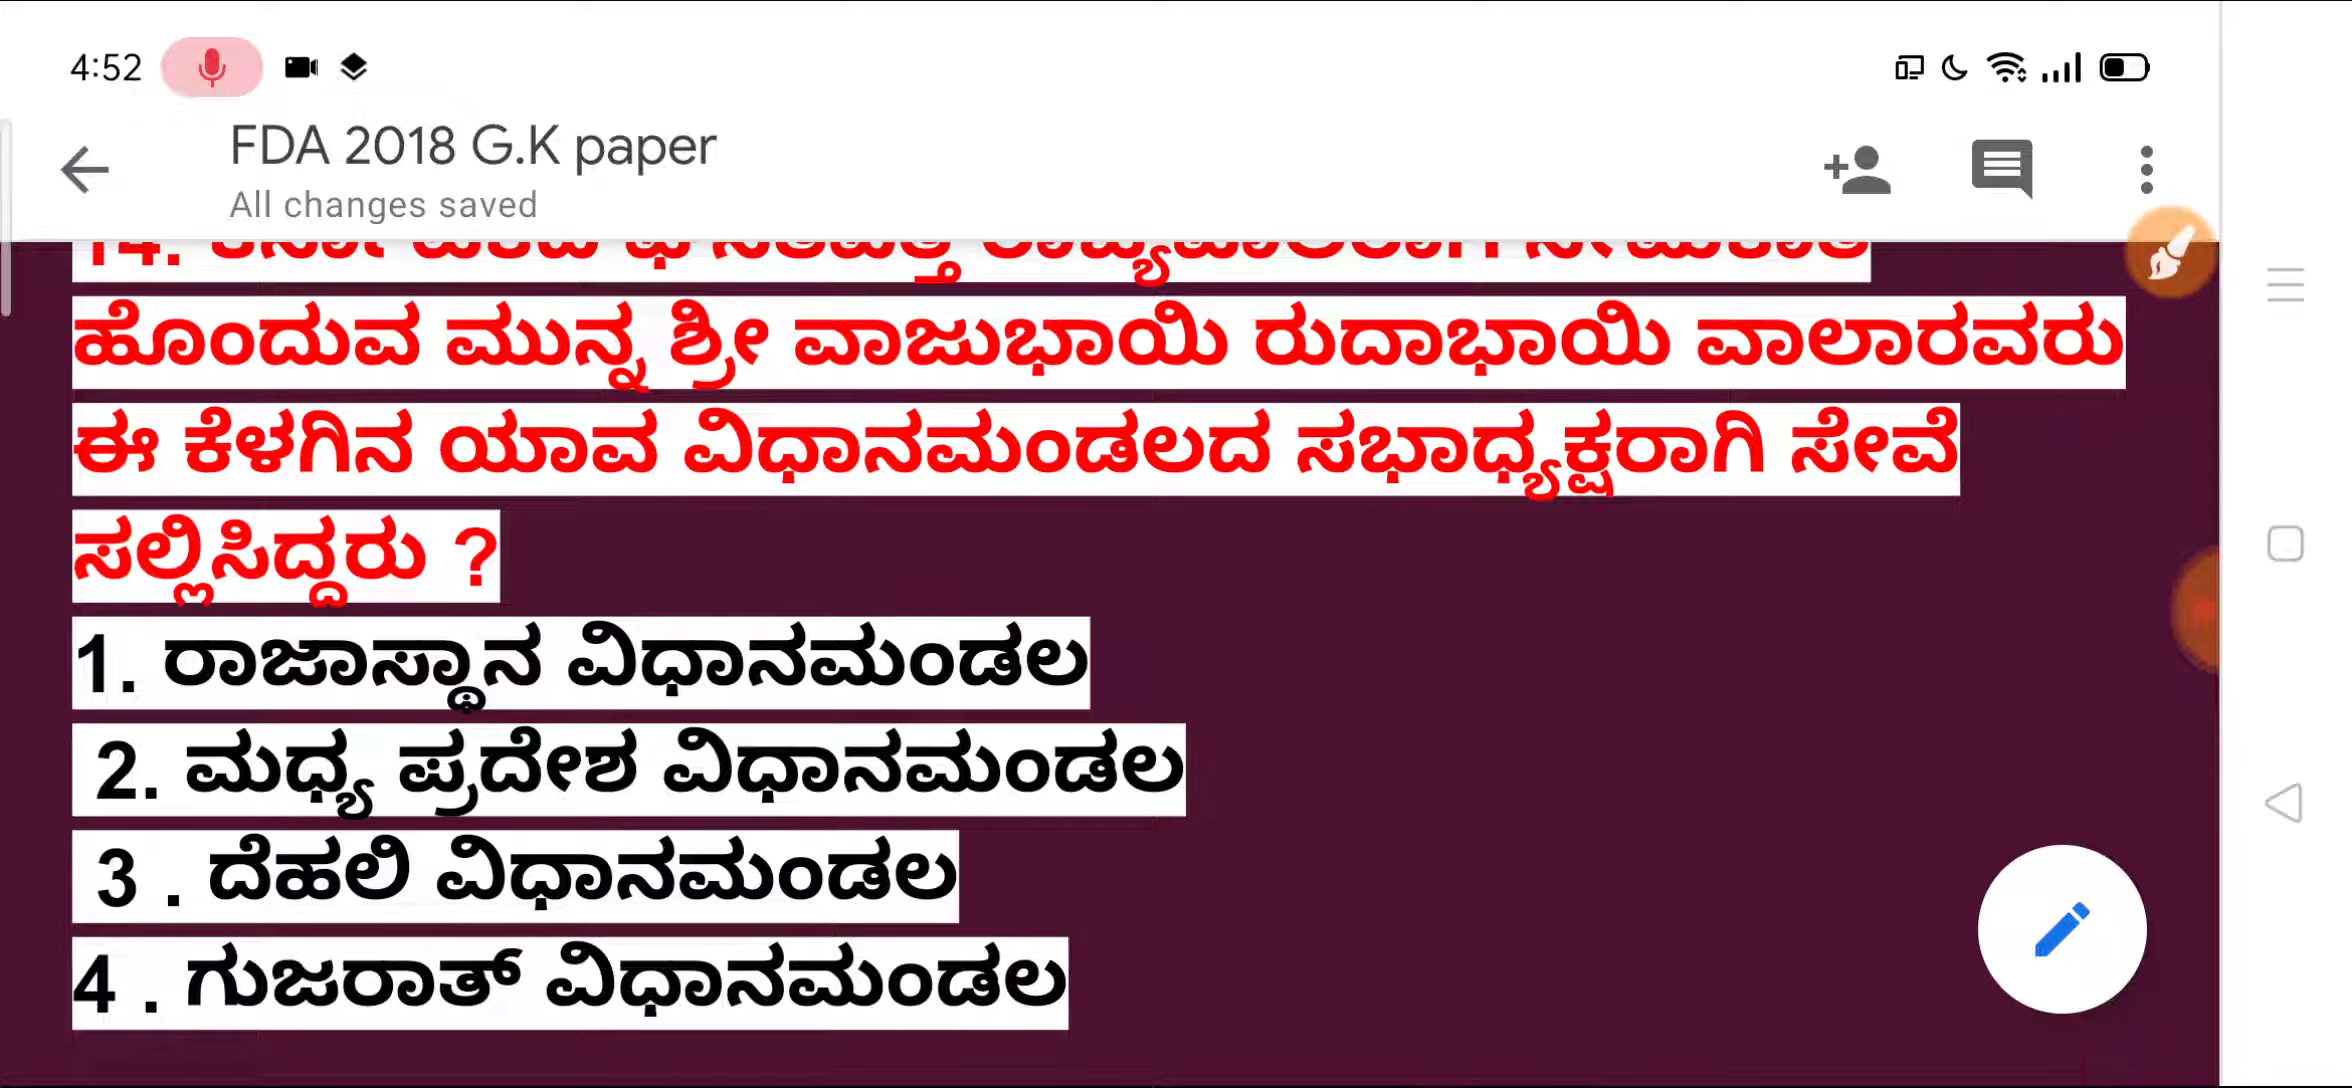 4:52
FDA 2018 G.K paper
All changes saved
14.
ಹೊಂದುವ ಮುನ್ನ ಶ್ರೀ ವಾಜುಭಾಯಿ ರುದಾಭಾಯಿ ವಾಲಾರವರು
ಈ ಕೆಳಗಿನ ಯಾವ ವಿಧಾನಮಂಡಲದ ಸಭಾಧ್ಯಕ್ಷರಾಗಿ ಸೇವೆ
ಸಲ್ಲಿಸಿದ್ದರು ?
1. ರಾಜಾಸ್ಥಾನ ವಿಧಾನಮಂಡಲ
2. ಮಧ್ಯ ಪ್ರದೇಶ ವಿಧಾನಮಂಡಲ
3 . ದೆಹಲಿ ವಿಧಾನಮಂಡಲ
4 . ಗುಜರಾತ್ ವಿಧಾನಮಂಡಲ